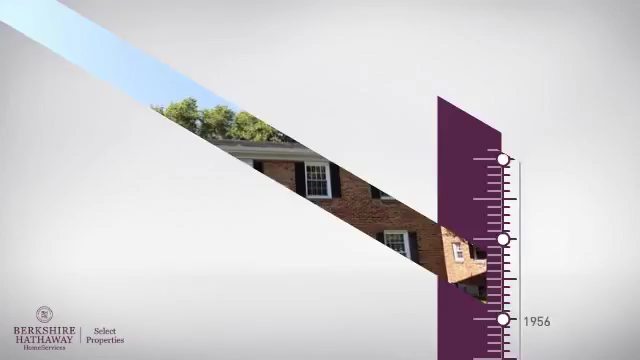 1956
BERKSHIRE
HATHAWAY
HomeServices
Select
Properties